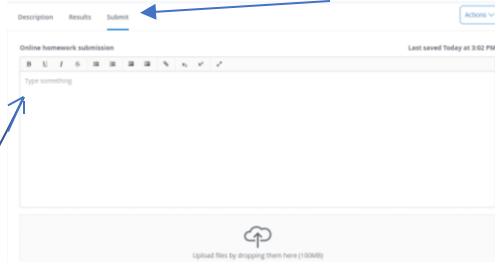 Description Results Submit Actions
Online homework submission Last saved Today at 3:02 PM
B U I S
Type something
Upload files by dropping them here (100MB)